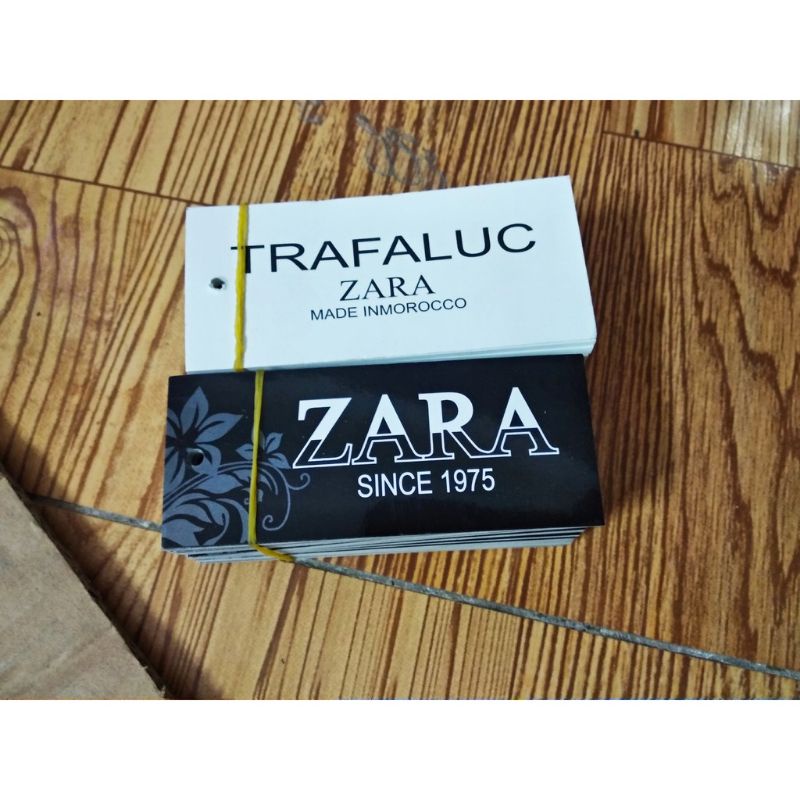 TRAFALUC
ZARA
MADE INMOROCCO
ZARA
SINCE 1975